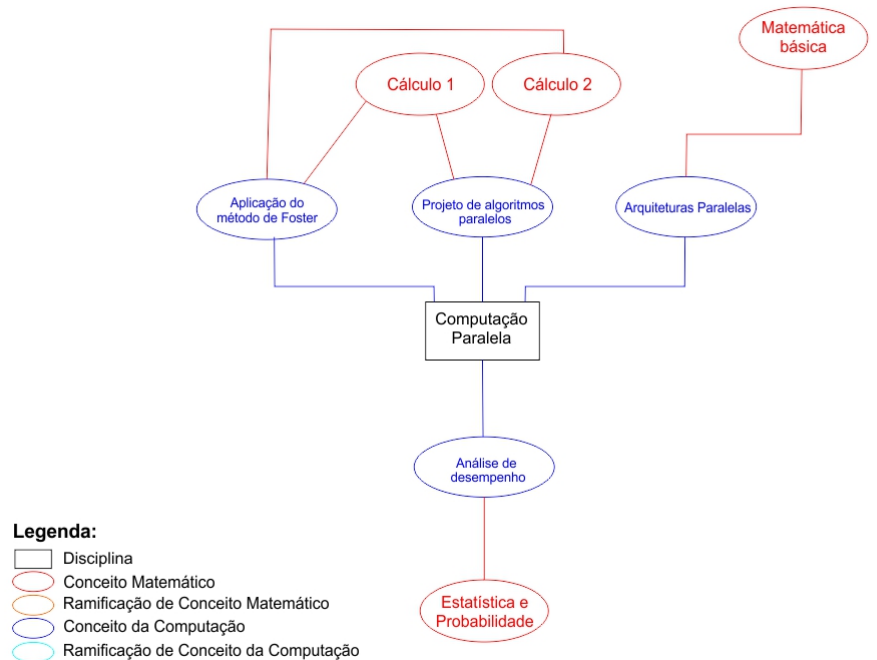 Matemática
básica
Cálculo 1
Cálculo 2
Aplicação do
método de Foster
Projeto de algoritmos
paralelos
Arquiteturas Paralelas
Computação
Paralela
Análise de
desempenho
Estatística e
Probabilidade
Legenda:
Disciplina
Conceito Matemático
Ramificação de Conceito Matemático
Conceito da Computação
Ramificação de Conceito da Computação